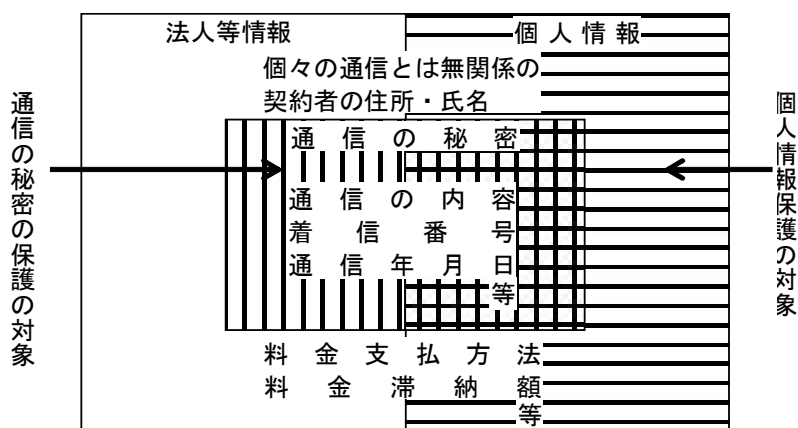 法人等情報
個人情報
個々の通信とは無関係の
契約者の住所・氏名
通信の秘密の保護の対象
個人情報保護の対象
通信の秘密
通信の内容
着信番号
通信年月日
等
料金支払方法
料金滞納額
等